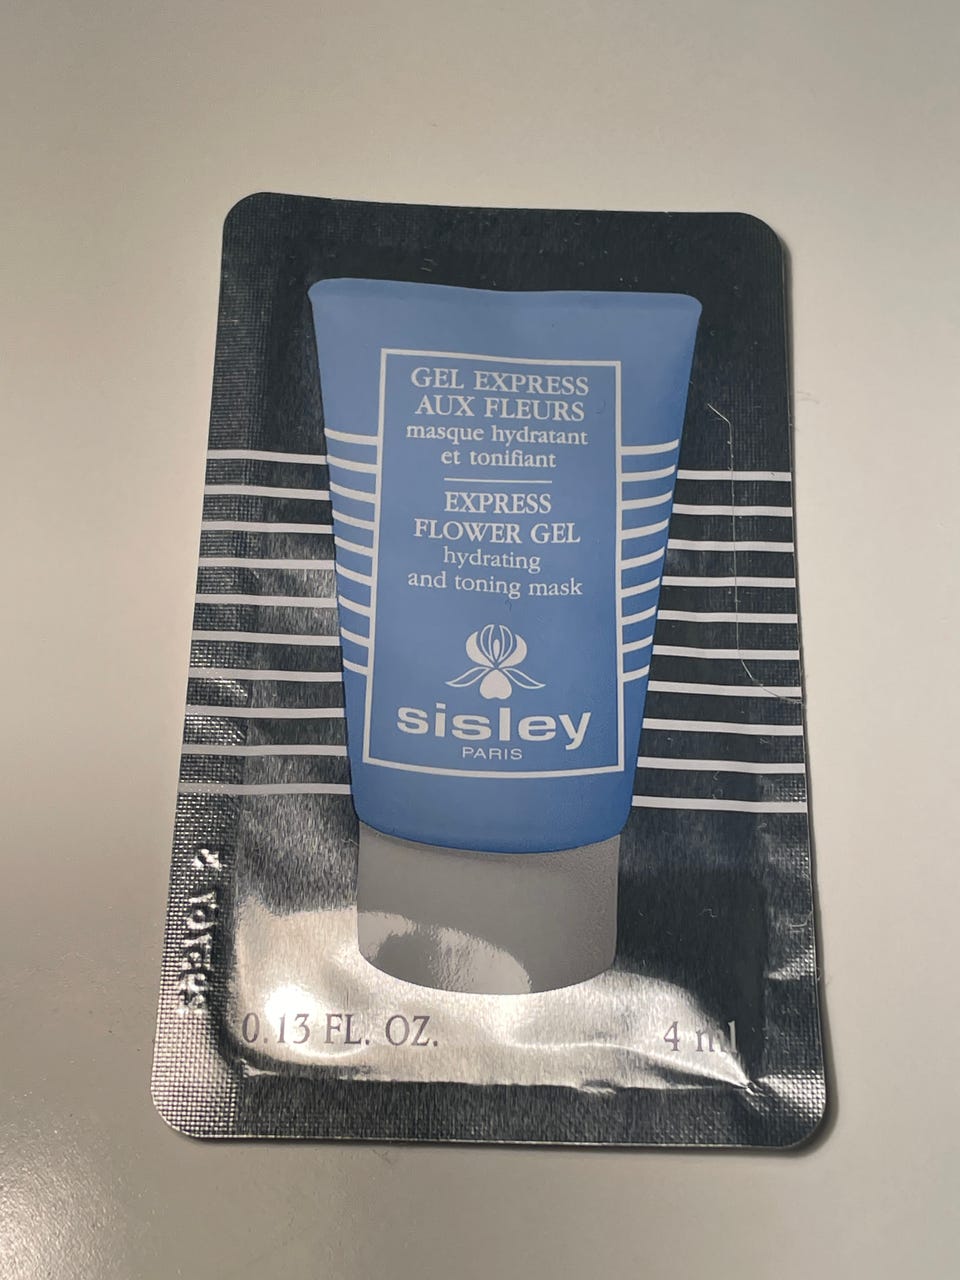 GEL EXPRESS
AUX FLEURS
masque hydratant
et tonifiant
EXPRESS
FLOWER GEL
hydrating
and toning mask
sisley
PARIS
0.13 FL. OZ.
4 ml